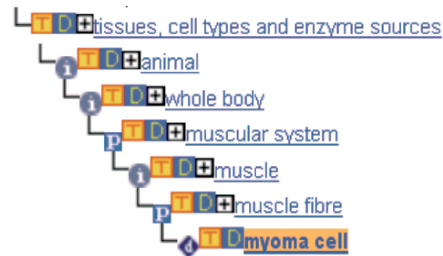 T D + tissues, cell types and enzyme sources
i T D + animal
i T D + whole body
p T D + muscular system
i T D + muscle
p T D + muscle fibre
d T D myoma cell